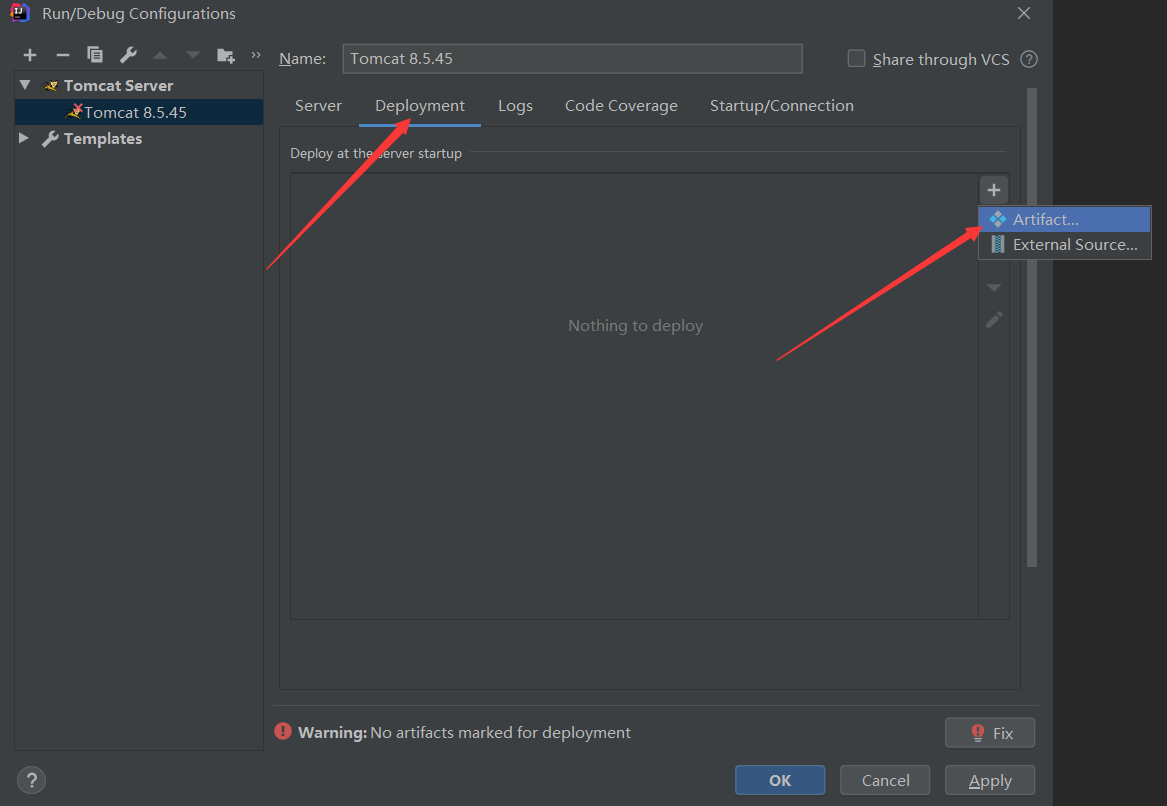 Run/Debug Configurations
Name: Tomcat 8.5.45
Share through VCS ?
Tomcat Server
Tomcat 8.5.45
Templates
Server Deployment Logs Code Coverage Startup/Connection
Deploy at the server startup
Artifact...
External Source...
Nothing to deploy
Warning: No artifacts marked for deployment
Fix
? OK Cancel Apply